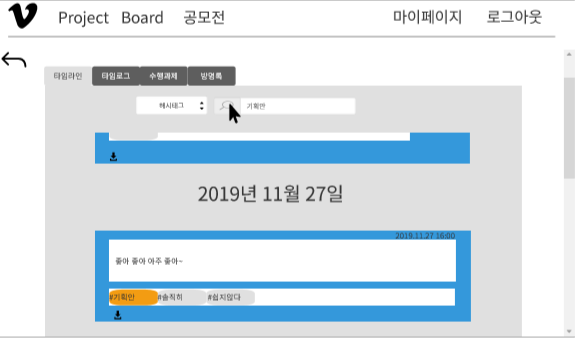 Project Board 공모전 마이페이지 로그아웃
타임라인 타임로그 수행과제 방명록
해시태그 기획안
2019년 11월 27일
2019.11.27 16:00
좋아 좋아 아주 좋아~
#기획안 #솔직히 #쉽지않다